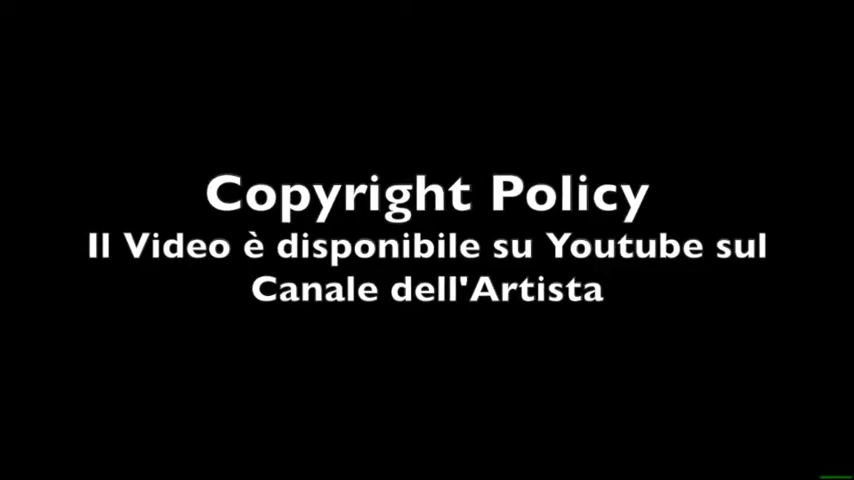 Copyright Policy
Il Video è disponibile su Youtube sul
Canale dell'Artista